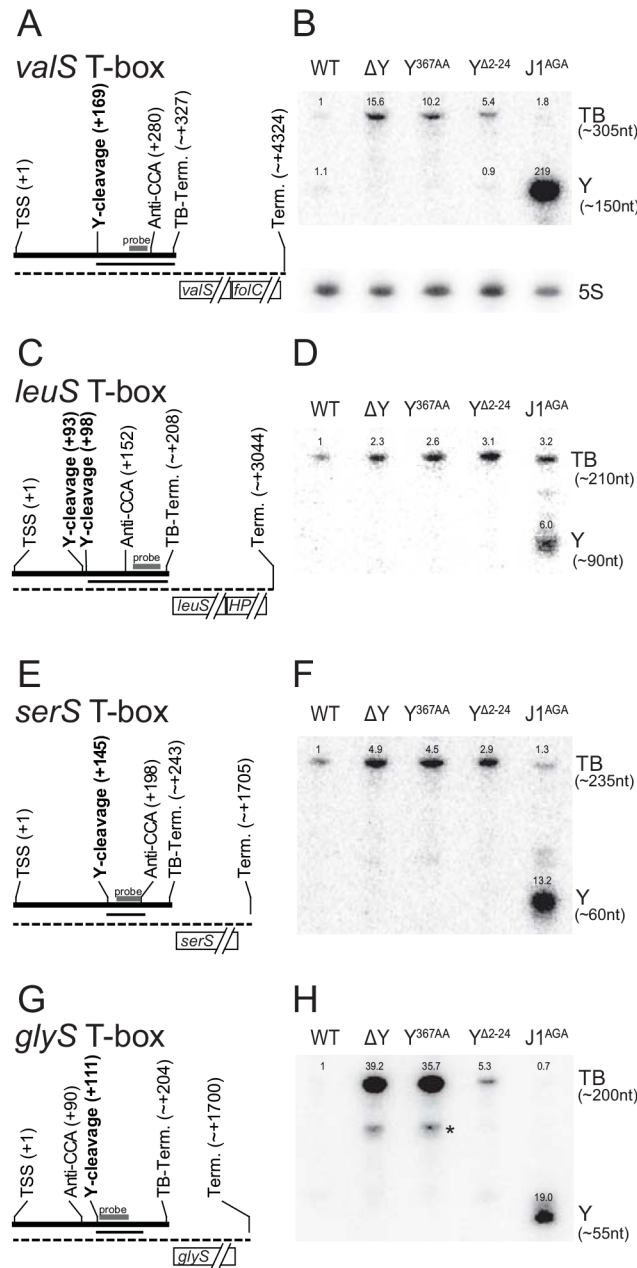 A
valS T-box
TSS (+1)
Y-cleavage (+169)
Anti-CCA (+280)
TB-Term. (~+327)
Term. (~+4324)
probe
valS
folC
B
WT ΔY Y367AA YΔ2-24 J1AGA
1 15.6 10.2 5.4 1.8
TB
(~305nt)
1.1 0.9 219
Y
(~150nt)
5S
C
leuS T-box
TSS (+1)
Y-cleavage (+93)
Y-cleavage (+98)
Anti-CCA (+152)
TB-Term. (~+208)
Term. (~+3044)
probe
leuS
HP
D
WT ΔY Y367AA YΔ2-24 J1AGA
1 2.3 2.6 3.1 3.2
TB
(~210nt)
6.0
Y
(~90nt)
E
serS T-box
TSS (+1)
Y-cleavage (+145)
Anti-CCA (+198)
TB-Term. (~+243)
Term. (~+1705)
probe
serS
F
WT ΔY Y367AA YΔ2-24 J1AGA
1 4.9 4.5 2.9 1.3
TB
(~235nt)
13.2
Y
(~60nt)
G
glyS T-box
TSS (+1)
Anti-CCA (+90)
Y-cleavage (+111)
TB-Term. (~+204)
Term. (~+1700)
probe
glyS
H
WT ΔY Y367AA YΔ2-24 J1AGA
1 39.2 35.7 5.3 0.7
TB
(~200nt)
*
19.0
Y
(~55nt)